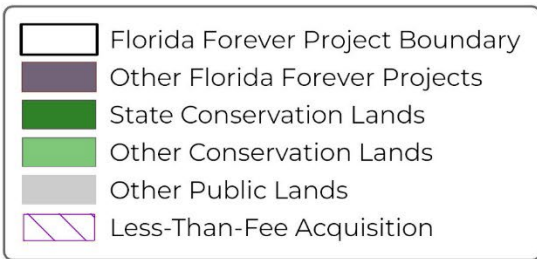 Florida Forever Project Boundary
Other Florida Forever Projects
State Conservation Lands
Other Conservation Lands
Other Public Lands
Less-Than-Fee Acquisition